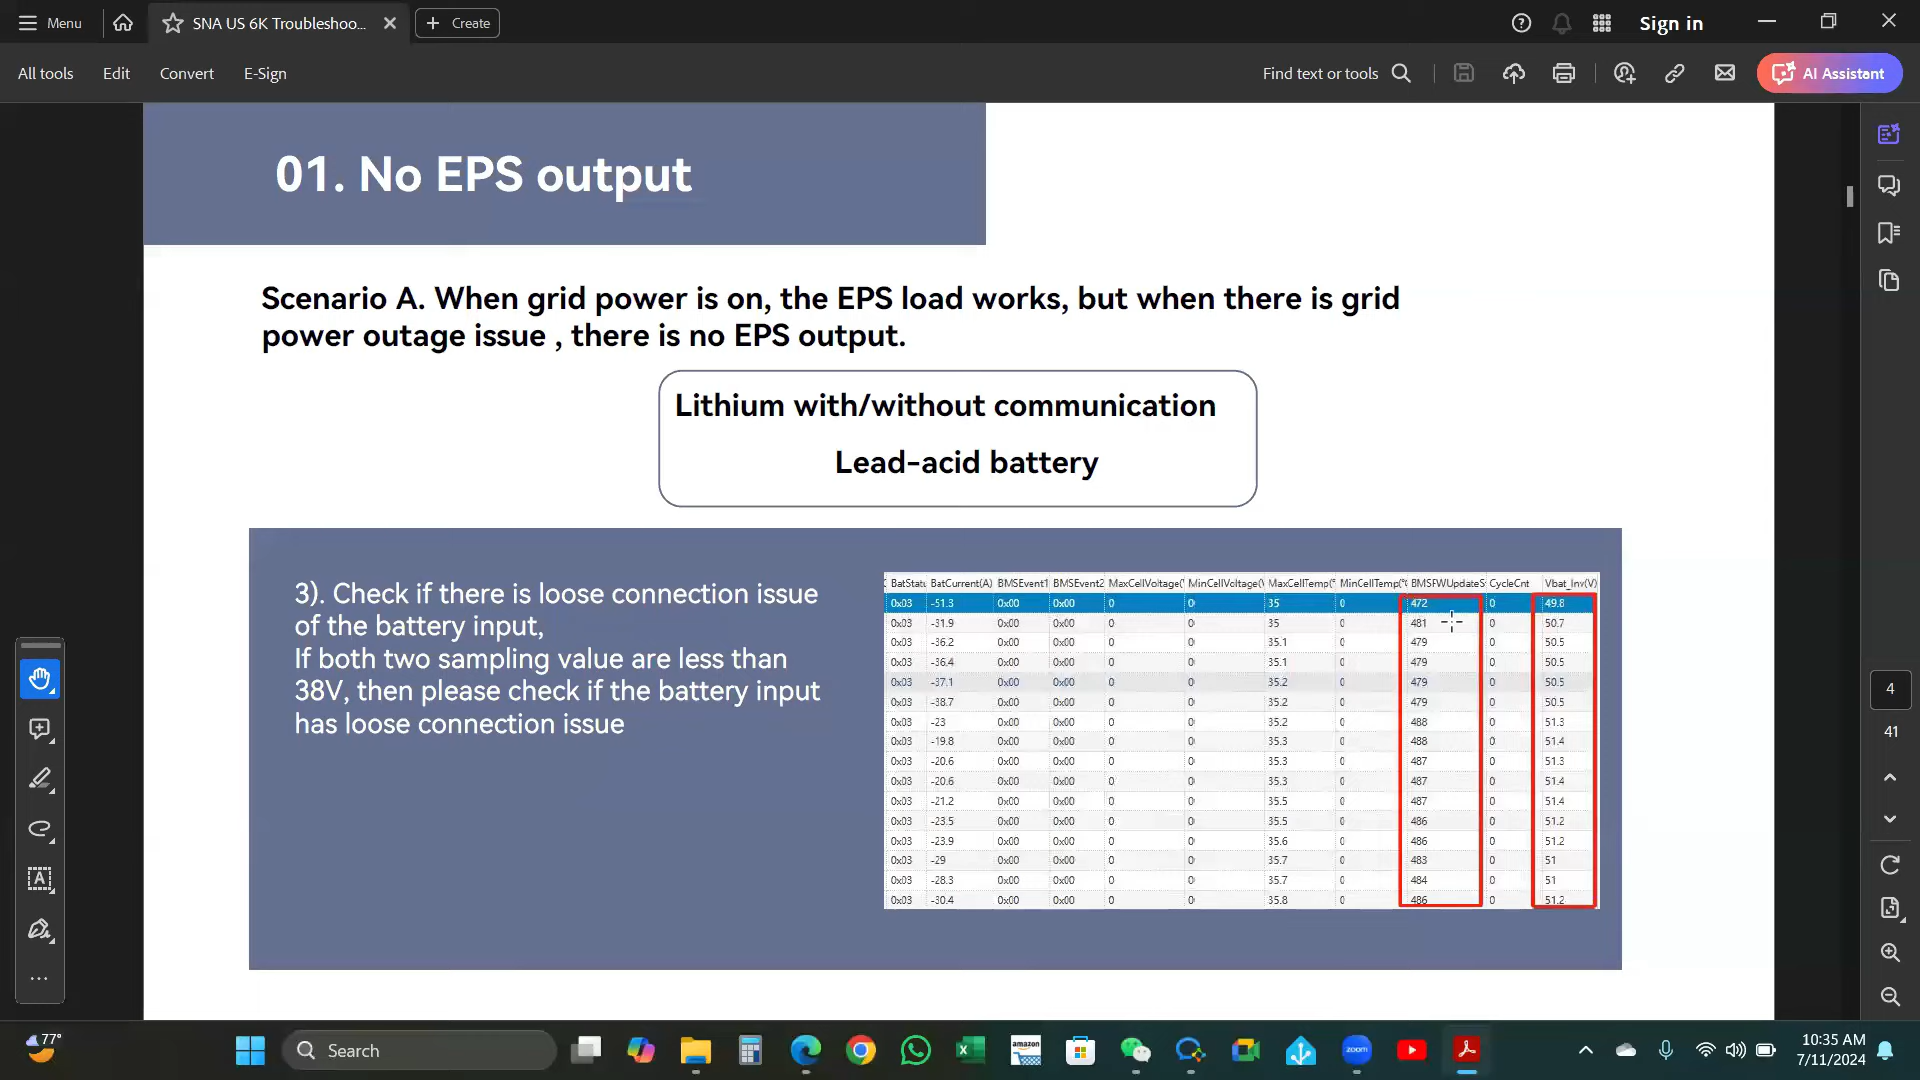 Menu
SNA US 6K Troubleshoo...
Create
Sign in
All tools
Edit
Convert
E-Sign
Find text or tools
AI Assistant
01. No EPS output
Scenario A. When grid power is on, the EPS load works, but when there is grid
power outage issue , there is no EPS output.
Lithium with/without communication
Lead-acid battery
3). Check if there is loose connection issue
of the battery input,
If both two sampling value are less than
38V, then please check if the battery input
has loose connection issue
BatStatu BatCurrent(A) BMSEvent1 BMSEvent2 MaxCellVoltage(V MinCellVoltage(V MaxCellTemp(° MinCellTemp(°C BMSFWUpdateS CycleCnt Vbat_Inv(V)
0x03 -51.3 0x00 0x00 0 0 35 0 472 0 49.8
0x03 -31.9 0x00 0x00 0 0 35 0 481 0 50.7
0x03 -36.2 0x00 0x00 0 0 35.1 0 479 0 50.5
0x03 -36.4 0x00 0x00 0 0 35.1 0 479 0 50.5
0x03 -37.1 0x00 0x00 0 0 35.2 0 479 0 50.5
0x03 -38.7 0x00 0x00 0 0 35.2 0 479 0 50.5
0x03 -23 0x00 0x00 0 0 35.2 0 488 0 51.3
0x03 -19.8 0x00 0x00 0 0 35.3 0 488 0 51.4
0x03 -20.6 0x00 0x00 0 0 35.3 0 487 0 51.3
0x03 -20.6 0x00 0x00 0 0 35.3 0 487 0 51.4
0x03 -21.2 0x00 0x00 0 0 35.5 0 487 0 51.4
0x03 -23.5 0x00 0x00 0 0 35.5 0 486 0 51.2
0x03 -23.9 0x00 0x00 0 0 35.6 0 486 0 51.2
0x03 -29 0x00 0x00 0 0 35.7 0 483 0 51
0x03 -28.3 0x00 0x00 0 0 35.7 0 484 0 51
0x03 -30.4 0x00 0x00 0 0 35.8 0 486 0 51.2
4
41
77°
Search
amazon
zoom
10:35 AM
7/11/2024